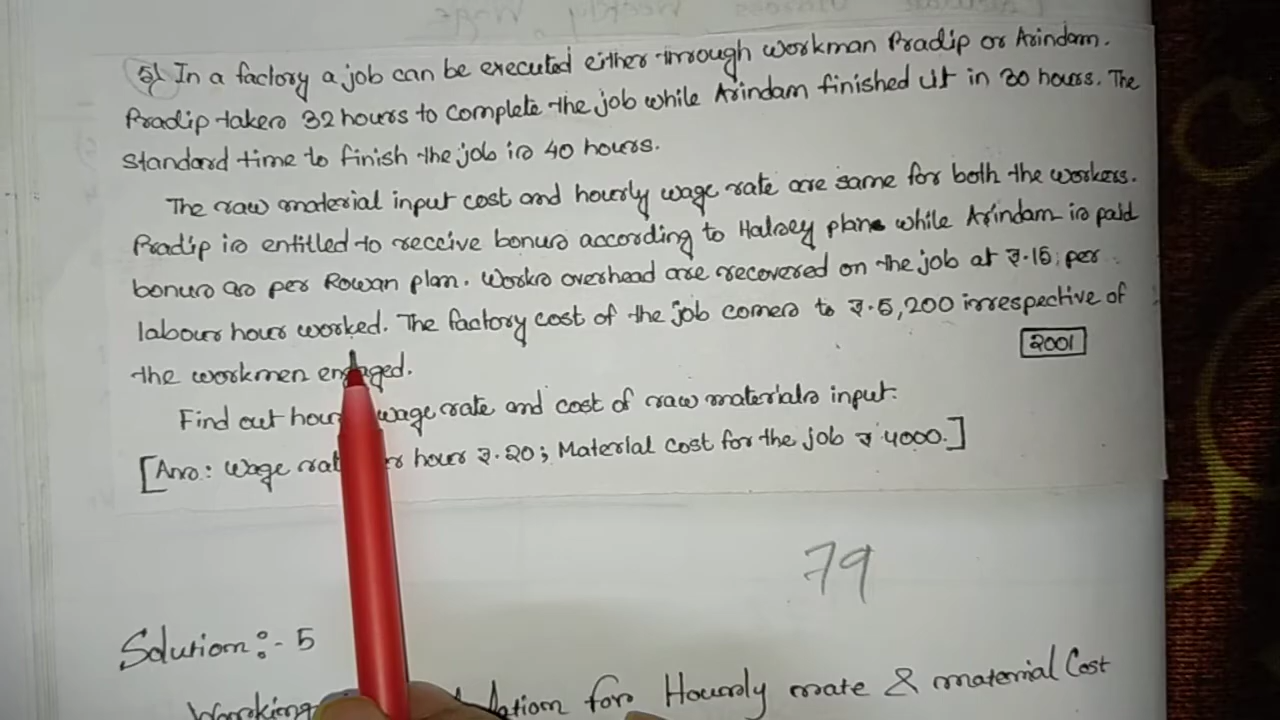 5) In a factory a job can be executed either through workman Pradip or Arindam.
Pradip takes 32 hours to complete the job while Arindam finished it in 30 hours. The
standard time to finish the job is 40 hours.
The raw material input cost and hourly wage rate are same for both the workers.
Pradip is entitled to receive bonus according to Halsey plan while Arindam is paid
bonus as per Rowan plan. Works overhead are recovered on the job at ₹.15 per
labour hour worked. The factory cost of the job comes to ₹.5,200 irrespective of
the workmen engaged.
2001
Find out wage rate and cost of raw materials input.
[Ans: Wage hour ₹.20; Material cost for the job ₹ 4000.]
79
Solution:- 5
Working for Hourly rate & material Cost